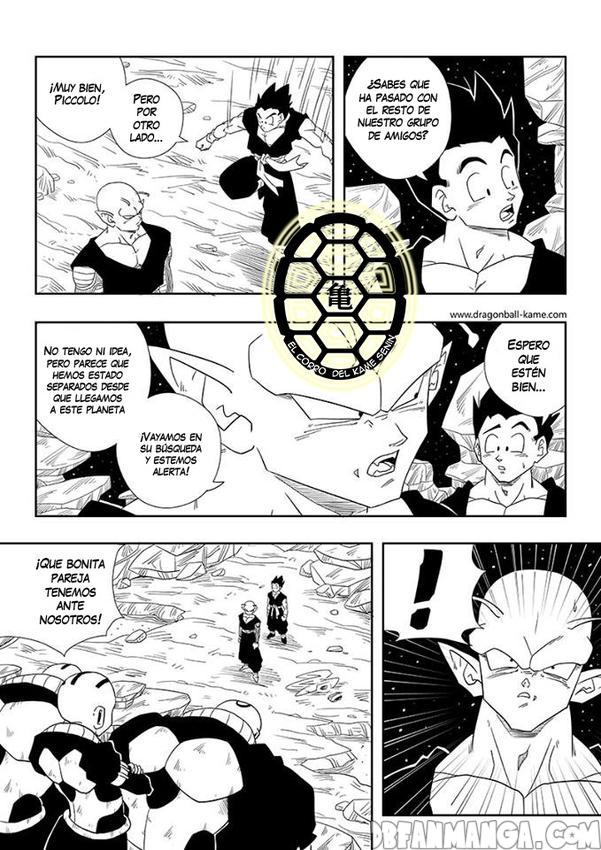 ¡MUY BIEN,
PICCOLO!
PERO
POR
OTRO
LADO...
¿SABES QUE
HA PASADO CON
EL RESTO DE
NUESTRO GRUPO
DE AMIGOS?
亀
EL CORRO DEL KAME SENIN
www.dragonball-kame.com
NO TENGO NI IDEA,
PERO PARECE QUE
HEMOS ESTADO
SEPARADOS DESDE
QUE LLEGAMOS
A ESTE PLANETA
¡VAYAMOS EN
SU BÚSQUEDA
Y ESTEMOS
ALERTA!
ESPERO
QUE
ESTÉN
BIEN...
¡QUE BONITA
PAREJA
TENEMOS
ANTE
NOSOTROS!
!
DBFANMANGA.COM